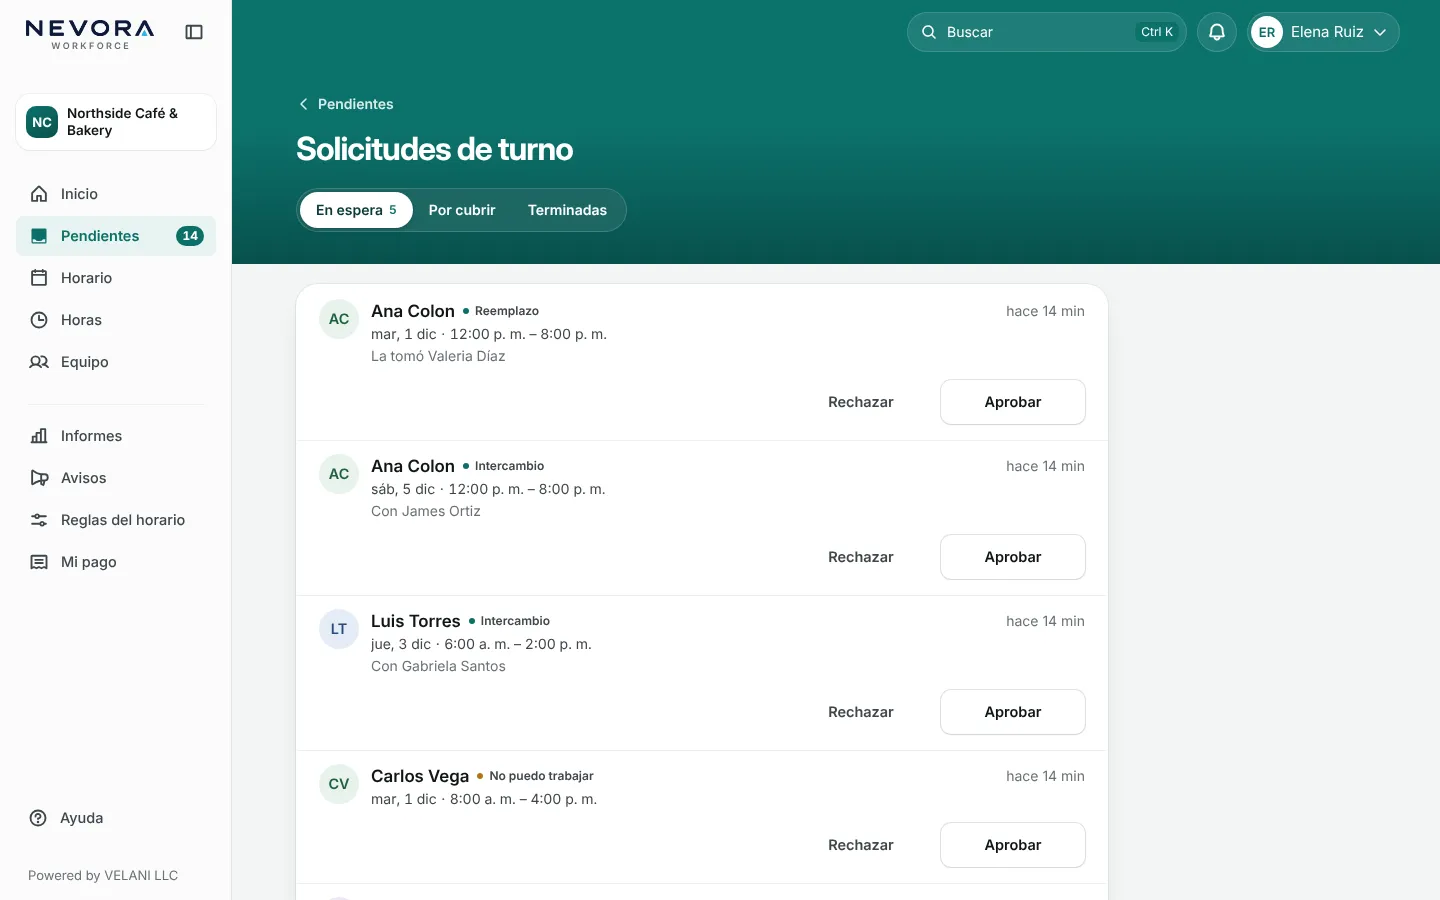 NEVORA
WORKFORCE
Buscar
Ctrl K
ER
Elena Ruiz
NC
Northside Café &
Bakery
Inicio
Pendientes
14
Horario
Horas
Equipo
Informes
Avisos
Reglas del horario
Mi pago
Ayuda
Powered by VELANI LLC
Pendientes
Solicitudes de turno
En espera 5
Por cubrir
Terminadas
AC
Ana Colon
Reemplazo
hace 14 min
mar, 1 dic · 12:00 p. m. – 8:00 p. m.
La tomó Valeria Díaz
Rechazar
Aprobar
AC
Ana Colon
Intercambio
hace 14 min
sáb, 5 dic · 12:00 p. m. – 8:00 p. m.
Con James Ortiz
Rechazar
Aprobar
LT
Luis Torres
Intercambio
hace 14 min
jue, 3 dic · 6:00 a. m. – 2:00 p. m.
Con Gabriela Santos
Rechazar
Aprobar
CV
Carlos Vega
No puedo trabajar
hace 14 min
mar, 1 dic · 8:00 a. m. – 4:00 p. m.
Rechazar
Aprobar